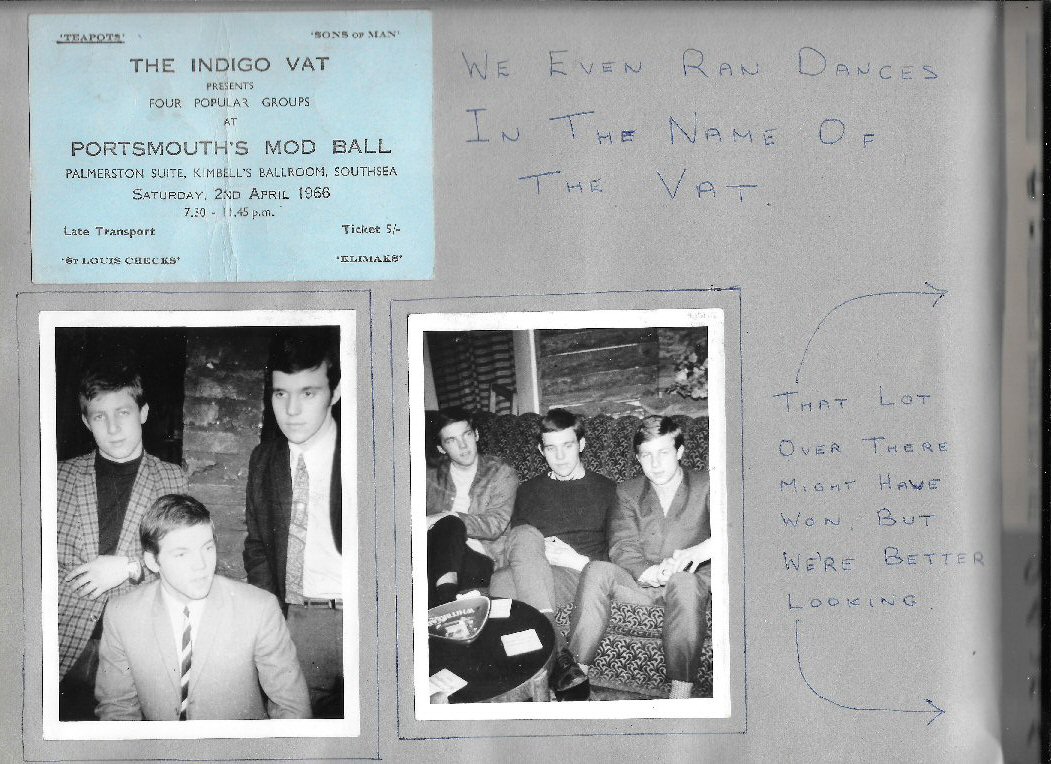 'TEAPOTS' 'SONS OF MAN'
THE INDIGO VAT
PRESENTS
FOUR POPULAR GROUPS
AT
PORTSMOUTH'S MOD BALL
PALMERSTON SUITE, KIMBELL'S BALLROOM, SOUTHSEA
SATURDAY, 2ND APRIL 1966
7.30 - 11.45 p.m.
Late Transport Ticket 5/-
'ST LOUIS CHECKS' 'KLIMAKS'
WE EVEN RAN DANCES
IN THE NAME OF
THE VAT.
THAT LOT
OVER THERE
MIGHT HAVE
WON, BUT
WE'RE BETTER
LOOKING.